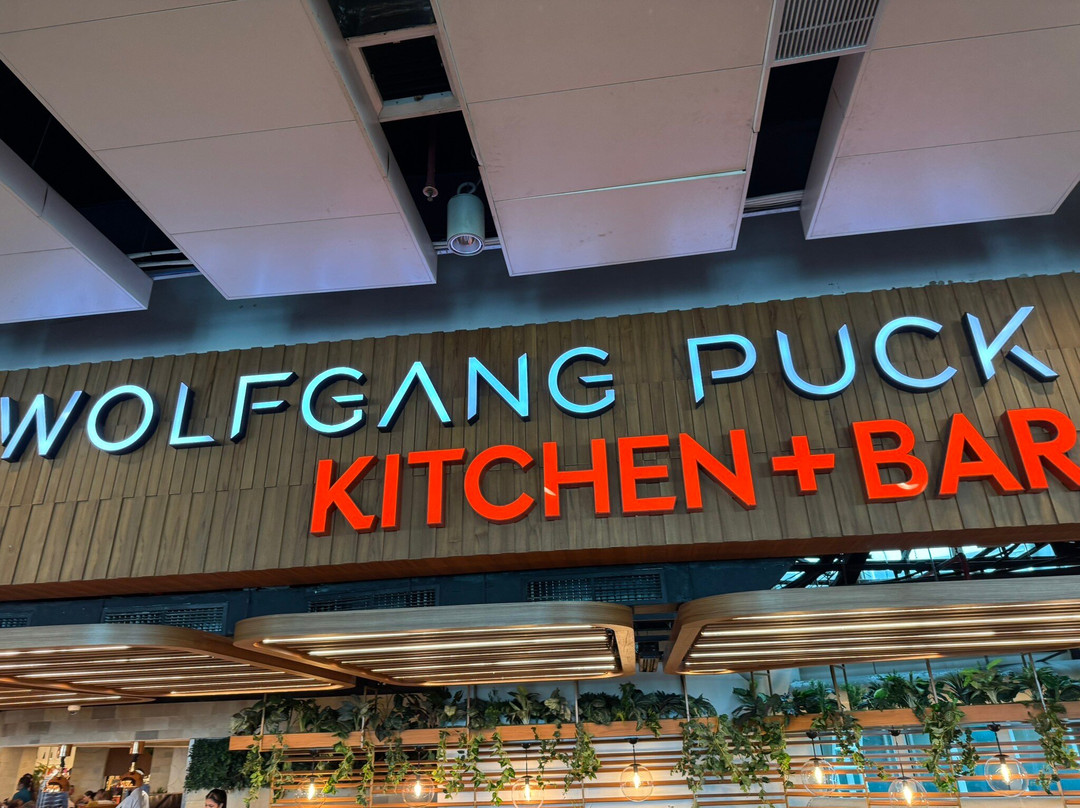 WOLFGANG PUCK
KITCHEN + BAR